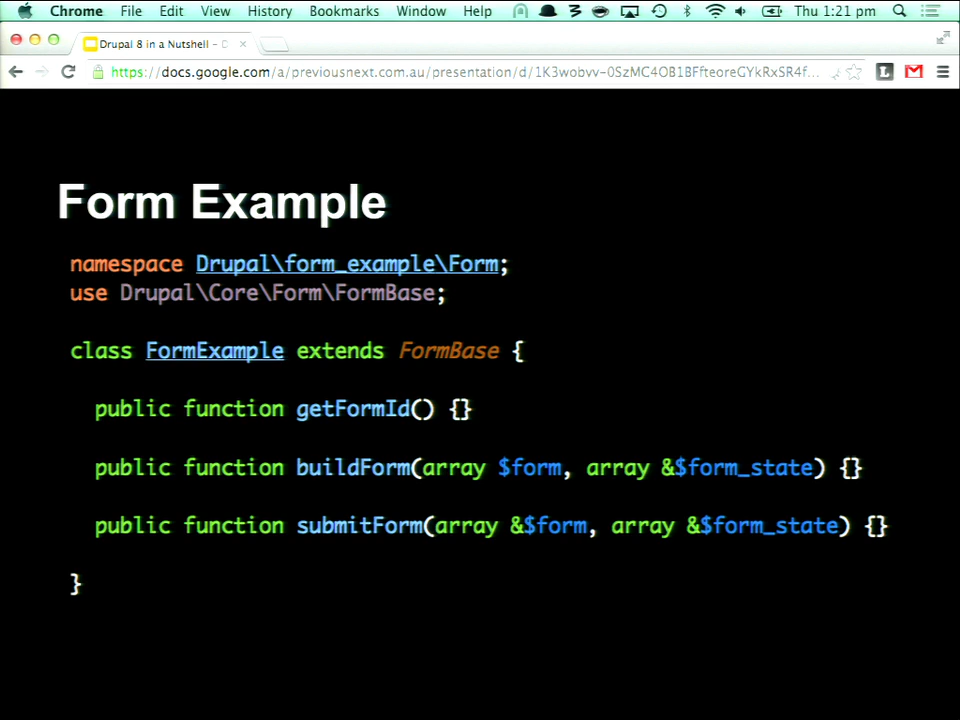 Chrome File Edit View History Bookmarks Window Help Thu 1:21 pm
Drupal 8 in a Nutshell - D
https://docs.google.com/a/previousnext.com.au/presentation/d/1K3wobvv-0SzMC4OB1BFfteoreGYkRxSR4f...
Form Example
namespace Drupal\form_example\Form;
use Drupal\Core\Form\FormBase;
class FormExample extends FormBase {
public function getFormId() {}
public function buildForm(array $form, array &$form_state) {}
public function submitForm(array &$form, array &$form_state) {}
}